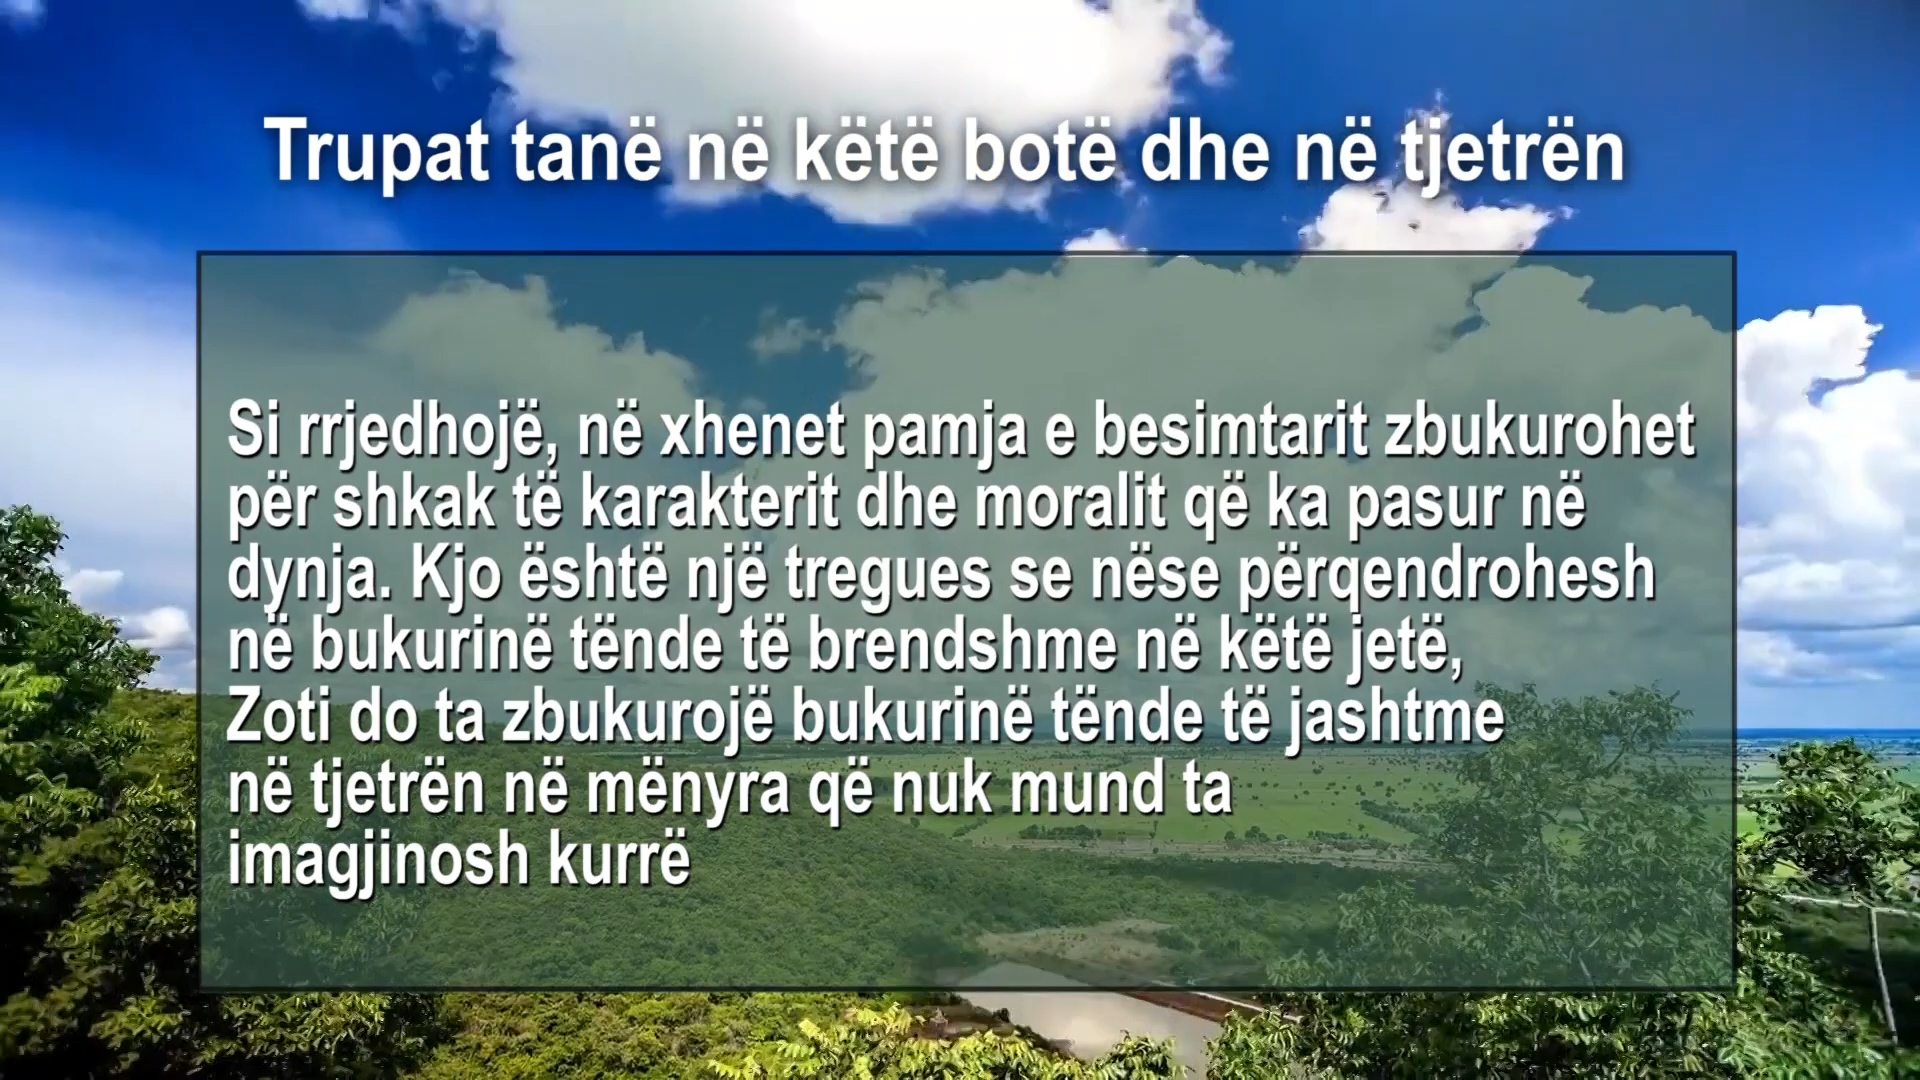 Trupat tanë në këtë botë dhe në tjetrën
Si rrjedhojë, në xhenet pamja e besimtarit zbukurohet
për shkak të karakterit dhe moralit që ka pasur në
dynja. Kjo është një tregues se nëse përqendrohesh
në bukurinë tënde të brendshme në këtë jetë,
Zoti do ta zbukurojë bukurinë tënde të jashtme
në tjetrën në mënyra që nuk mund ta
imagjinosh kurrë